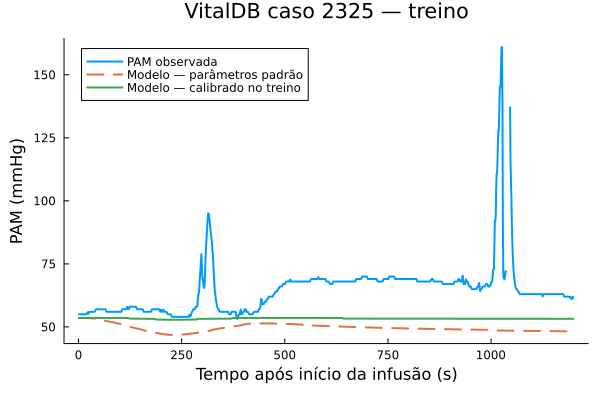 VitalDB caso 2325 — treino
PAM observada
Modelo — parâmetros padrão
Modelo — calibrado no treino
PAM (mmHg)
150
125
100
75
50
0
250
500
750
1000
Tempo após início da infusão (s)